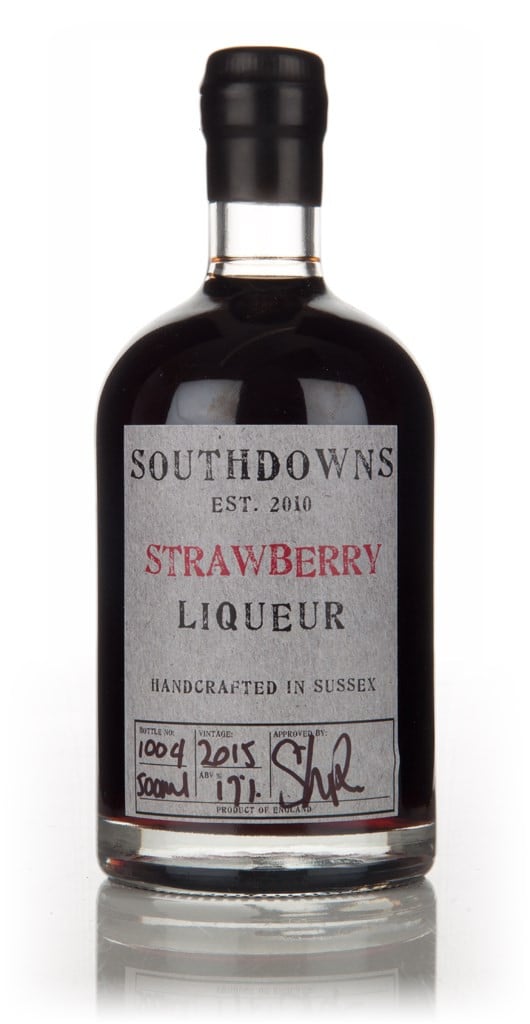 SOUTHDOWNS
EST. 2010
STRAWBERRY
LIQUEUR
HANDCRAFTED IN SUSSEX
BOTTLE NO: VINTAGE: APPROVED BY:
1004 2015
ABV %
500ml 17%
PRODUCT OF ENGLAND